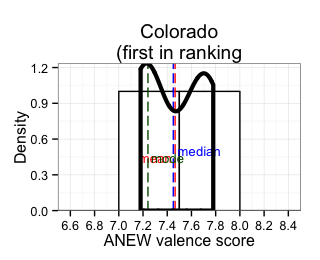 Colorado
(first in ranking
1.2
0.9
0.6
0.3
0.0
Density
mean
mode
median
6.6 6.8 7.0 7.2 7.4 7.6 7.8 8.0 8.2 8.4
ANEW valence score